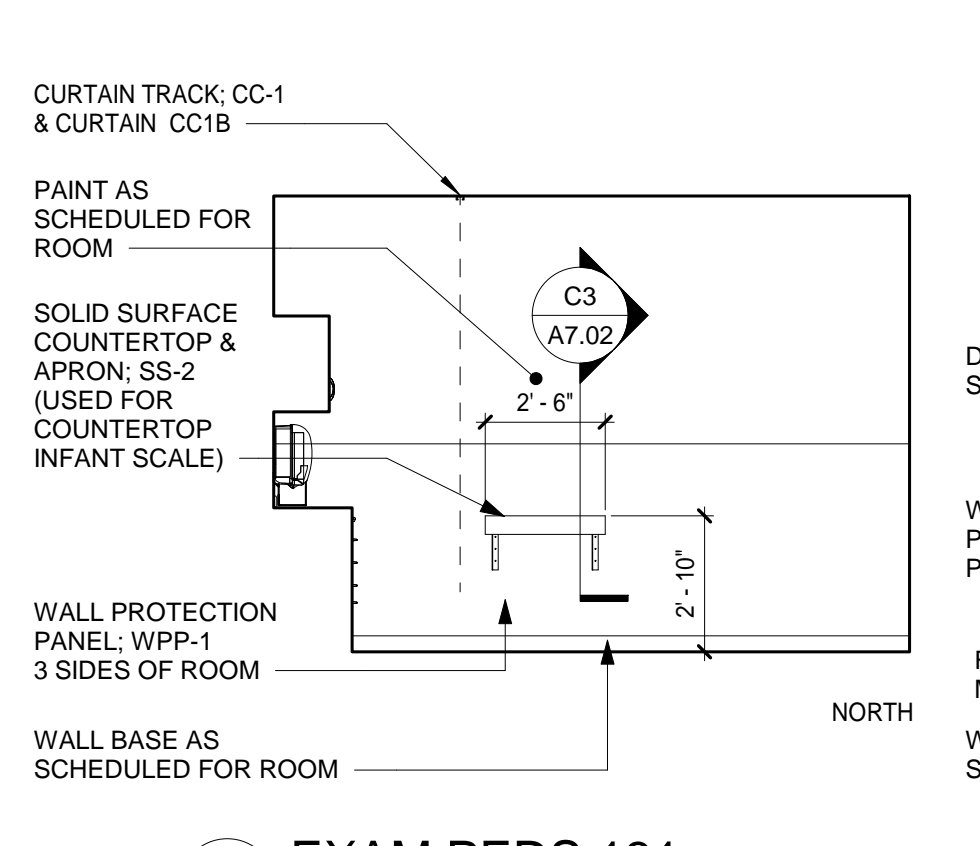 CURTAIN TRACK; CC-1
& CURTAIN CC1B
PAINT AS
SCHEDULED FOR
ROOM
SOLID SURFACE
COUNTERTOP &
APRON; SS-2
(USED FOR
COUNTERTOP
INFANT SCALE)
WALL PROTECTION
PANEL; WPP-1
3 SIDES OF ROOM
WALL BASE AS
SCHEDULED FOR ROOM
C3
A7.02
2' - 6"
2' - 10"
NORTH